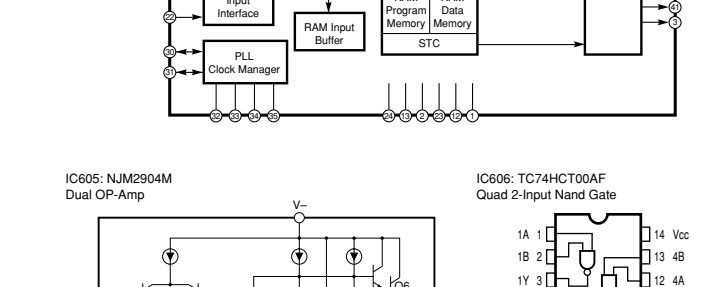 Input
Interface
22
RAM Input
Buffer
Program
Memory
Data
Memory
STC
41
3
30
31
PLL
Clock Manager
32 33 34 35
24 13 2 23 12 1
IC605: NJM2904M
Dual OP-Amp
V–
Q6
IC606: TC74HCT00AF
Quad 2-Input Nand Gate
1A 1
14 Vcc
1B 2
13 4B
1Y 3
12 4A